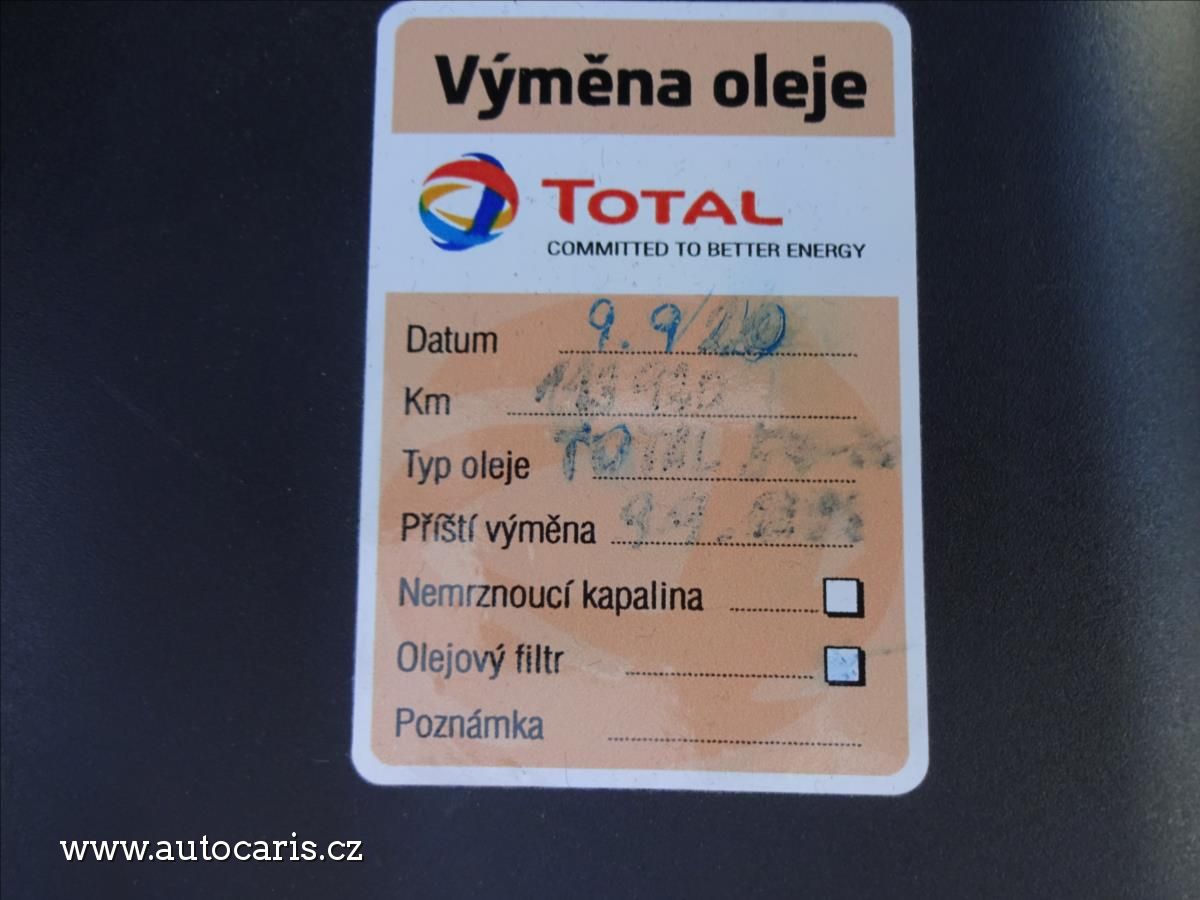 Výměna oleje
TOTAL
COMMITTED TO BETTER ENERGY
Datum 9.9/20
Km
Typ oleje TOTAL
Příští výměna
Nemrznoucí kapalina
Olejový filtr
Poznámka
www.autocaris.cz